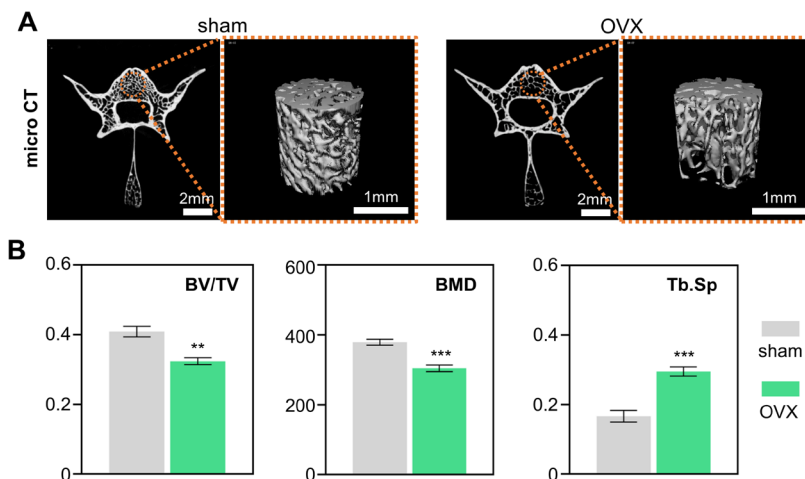 A
sham
OVX
micro CT
2mm
1mm
2mm
1mm
B
BV/TV
0.6
0.4
0.2
0
**
BMD
600
400
200
0
***
Tb.Sp
0.6
0.4
0.2
0
***
sham
OVX